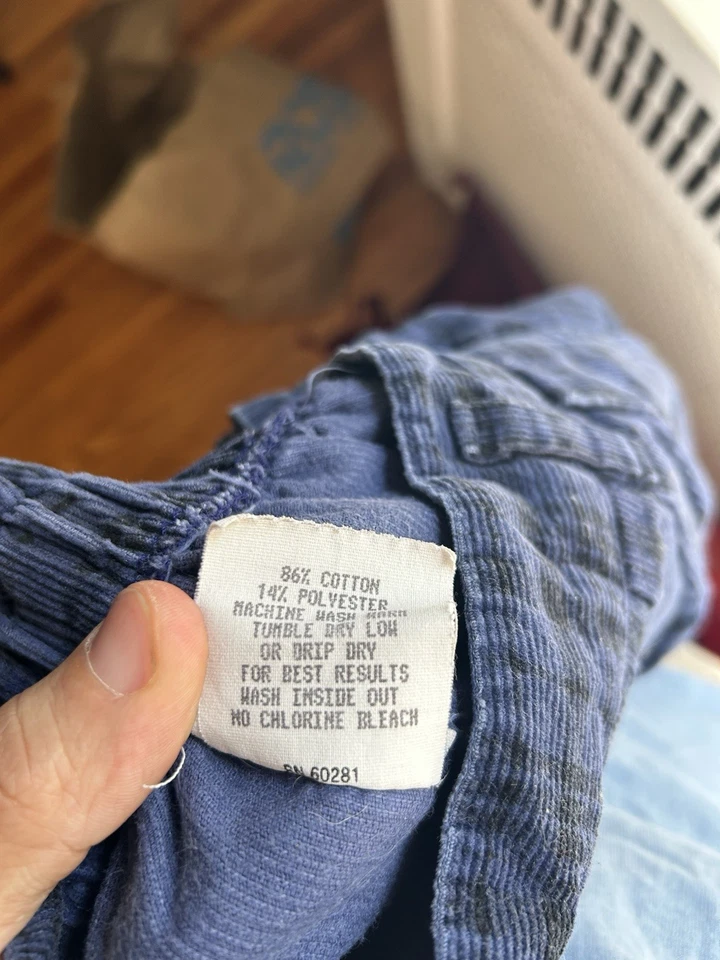 86% COTTON
14% POLYESTER
MACHINE WASH WARM
TUMBLE DRY LOW
OR DRIP DRY
FOR BEST RESULTS
WASH INSIDE OUT
NO CHLORINE BLEACH
RN 60281